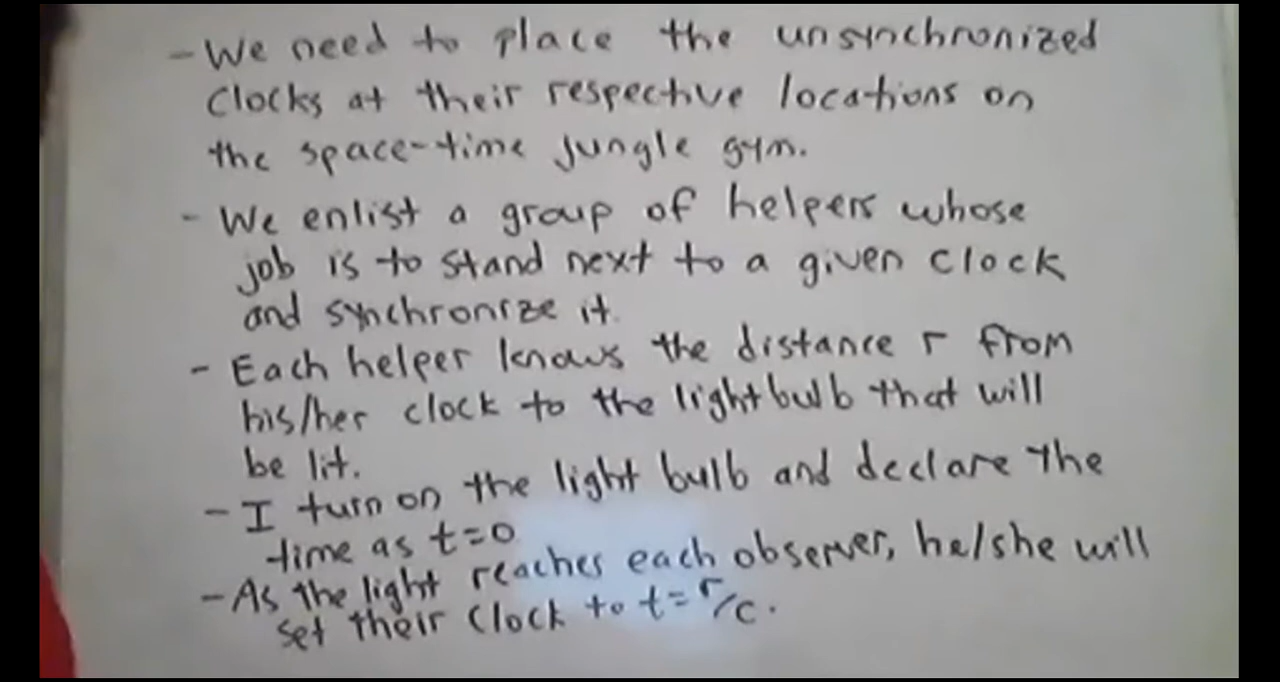 - We need to place the unsynchronized
clocks at their respective locations on
the space-time jungle gym.
- We enlist a group of helpers whose
job is to stand next to a given clock
and synchronize it.
- Each helper knows the distance r from
his/her clock to the lightbulb that will
be lit.
- I turn on the light bulb and declare the
time as t=0
- As the light reaches each observer, he/she will
set their clock to t=r/c.